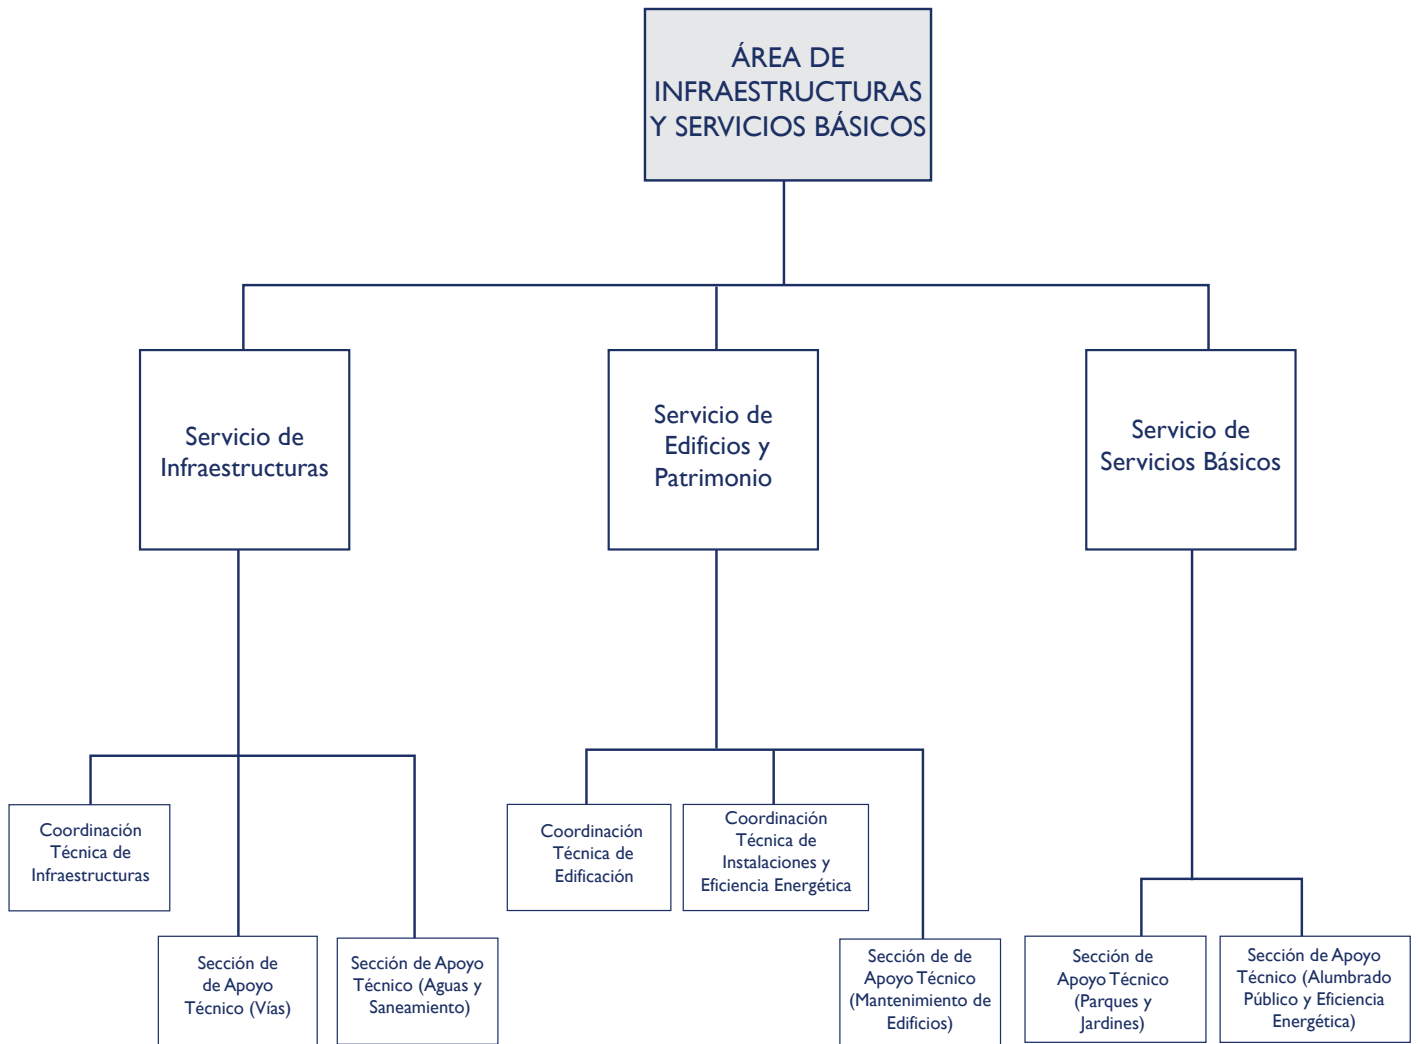 ÁREA DE
INFRAESTRUCTURAS
Y SERVICIOS BÁSICOS
Servicio de
Infraestructuras
Servicio de
Edificios y
Patrimonio
Servicio de
Servicios Básicos
Coordinación
Técnica de
Infraestructuras
Sección de
de Apoyo
Técnico (Vías)
Sección de Apoyo
Técnico (Aguas y
Saneamiento)
Coordinación
Técnica de
Edificación
Coordinación
Técnica de
Instalaciones y
Eficiencia Energética
Sección de de
Apoyo Técnico
(Mantenimiento de
Edificios)
Sección de
Apoyo Técnico
(Parques y
Jardines)
Sección de Apoyo
Técnico (Alumbrado
Público y Eficiencia
Energética)